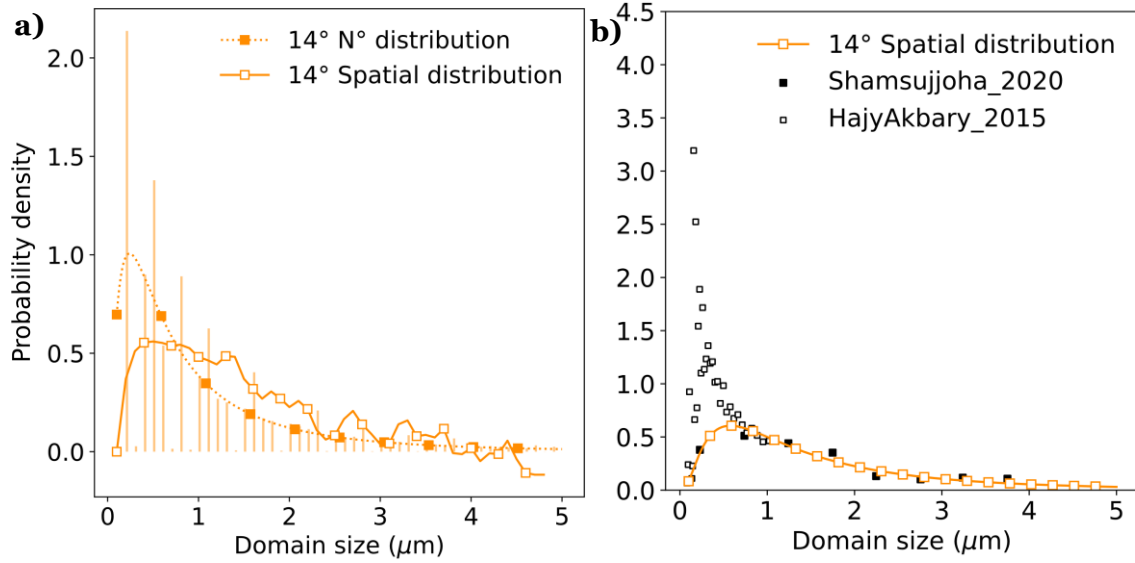 a)
14° N° distribution
14° Spatial distribution
2.0
1.5
1.0
0.5
0.0
Probability density
0 1 2 3 4 5
Domain size (μm)
b)
14° Spatial distribution
Shamsujjoha_2020
HajyAkbary_2015
4.5
4.0
3.5
3.0
2.5
2.0
1.5
1.0
0.5
0.0
0 1 2 3 4 5
Domain size (μm)